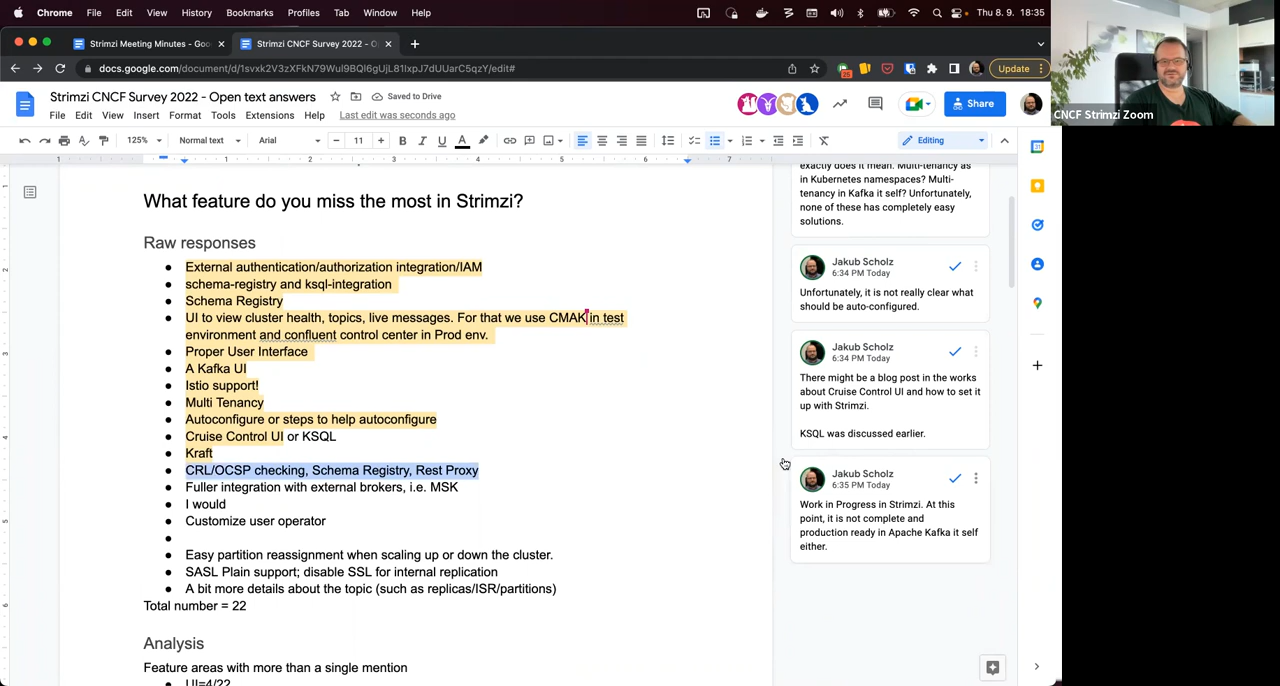 Chrome File Edit View History Bookmarks Profiles Tab Window Help Thu 8. 9. 18:35
Strimzi Meeting Minutes - Goo
Strimzi CNCF Survey 2022 - O
docs.google.com/document/d/1svxk2V3zXFkN79Wul9BQI6gUjL81IxpJ7dUUarC5qzY/edit#
25
Update
Strimzi CNCF Survey 2022 - Open text answers
Saved to Drive
Share
File Edit View Insert Format Tools Extensions Help
Last edit was seconds ago
CNCF Strimzi Zoom
125% Normal text Arial 11 B I U A Editing
1 1 2 3 4 5 6 7
What feature do you miss the most in Strimzi?
Raw responses
● External authentication/authorization integration/IAM
● schema-registry and ksql-integration
● Schema Registry
● UI to view cluster health, topics, live messages. For that we use CMAK in test
environment and confluent control center in Prod env.
● Proper User Interface
● A Kafka UI
● Istio support!
● Multi Tenancy
● Autoconfigure or steps to help autoconfigure
● Cruise Control UI or KSQL
● Kraft
● CRL/OCSP checking, Schema Registry, Rest Proxy
● Fuller integration with external brokers, i.e. MSK
● I would
● Customize user operator
●
● Easy partition reassignment when scaling up or down the cluster.
● SASL Plain support; disable SSL for internal replication
● A bit more details about the topic (such as replicas/ISR/partitions)
Total number = 22
Analysis
Feature areas with more than a single mention
● UI=4/22
exactly does it mean. Multi-tenancy as
in Kubernetes namespaces? Multi-
tenancy in Kafka it self? Unfortunately,
none of these has completely easy
solutions.
Jakub Scholz
6:34 PM Today
Unfortunately, it is not really clear what
should be auto-configured.
Jakub Scholz
6:34 PM Today
There might be a blog post in the works
about Cruise Control UI and how to set it
up with Strimzi.
KSQL was discussed earlier.
Jakub Scholz
6:35 PM Today
Work in Progress in Strimzi. At this
point, it is not complete and
production ready in Apache Kafka it self
either.